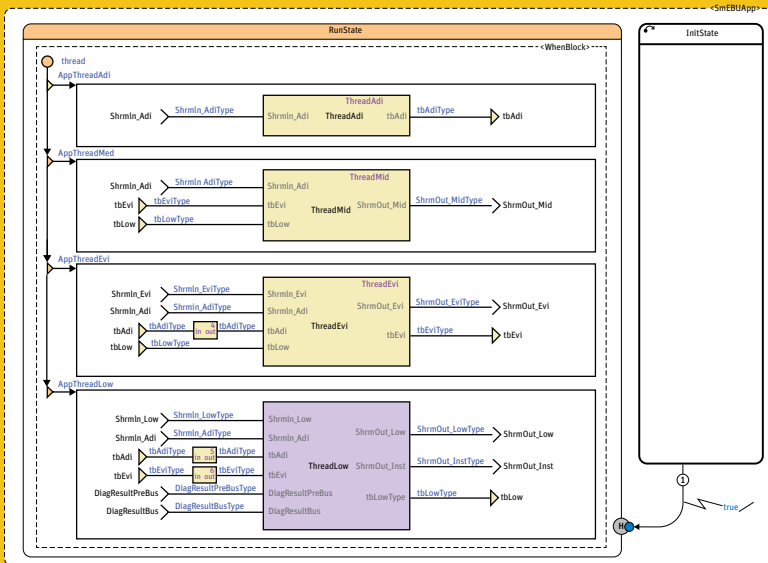 <SmEBUApp>
RunState
InitState
<WhenBlock>
thread
AppThreadAdi
ShrmIn_Adi ShrmIn_AdiType ShrmIn_Adi ThreadAdi ThreadAdi tbAdi tbAdiType tbAdi
AppThreadMed
ThreadMid
ShrmIn_Adi ShrmIn AdiType ShrmIn_Adi
tbEvi tbEviType tbEvi ThreadMid ShrmOut_Mid ShrmOut_MidType ShrmOut_Mid
tbLow tbLowType tbLow
AppThreadEvi
ThreadEvi
ShrmIn_Evi ShrmIn_EviType ShrmIn_Evi
ShrmOut_Evi ShrmOut_EviType ShrmOut_Evi
ShrmIn_Adi Shrmin_AdiType ShrmIn_Adi
ThreadEvi
tbAdi tbAdiType 4 in out tbAdiType tbAdi
tbEvi tbEviType tbEvi
tbLow tbLowType tbLow
AppThreadLow
ShrmIn_Low ShrmIn_LowType ShrmIn_Low
ShrmOut_Low ShrmOut_LowType ShrmOut_Low
ShrmIn_Adi ShrmIn_AdiType ShrmIn_Adi
tbAdi tbAdiType 5 in out tbAdiType tbAdi
ThreadLow ShrmOut_Inst ShrmOut_InstType ShrmOut_Inst
tbEvi tbEviType 6 in out tbEviType tbEvi
DiagResultPreBus DiagResultPreBusType DiagResultPreBus
tbLowType tbLowType tbLow
DiagResultBus DiagResultBusType DiagResultBus
1
true
H